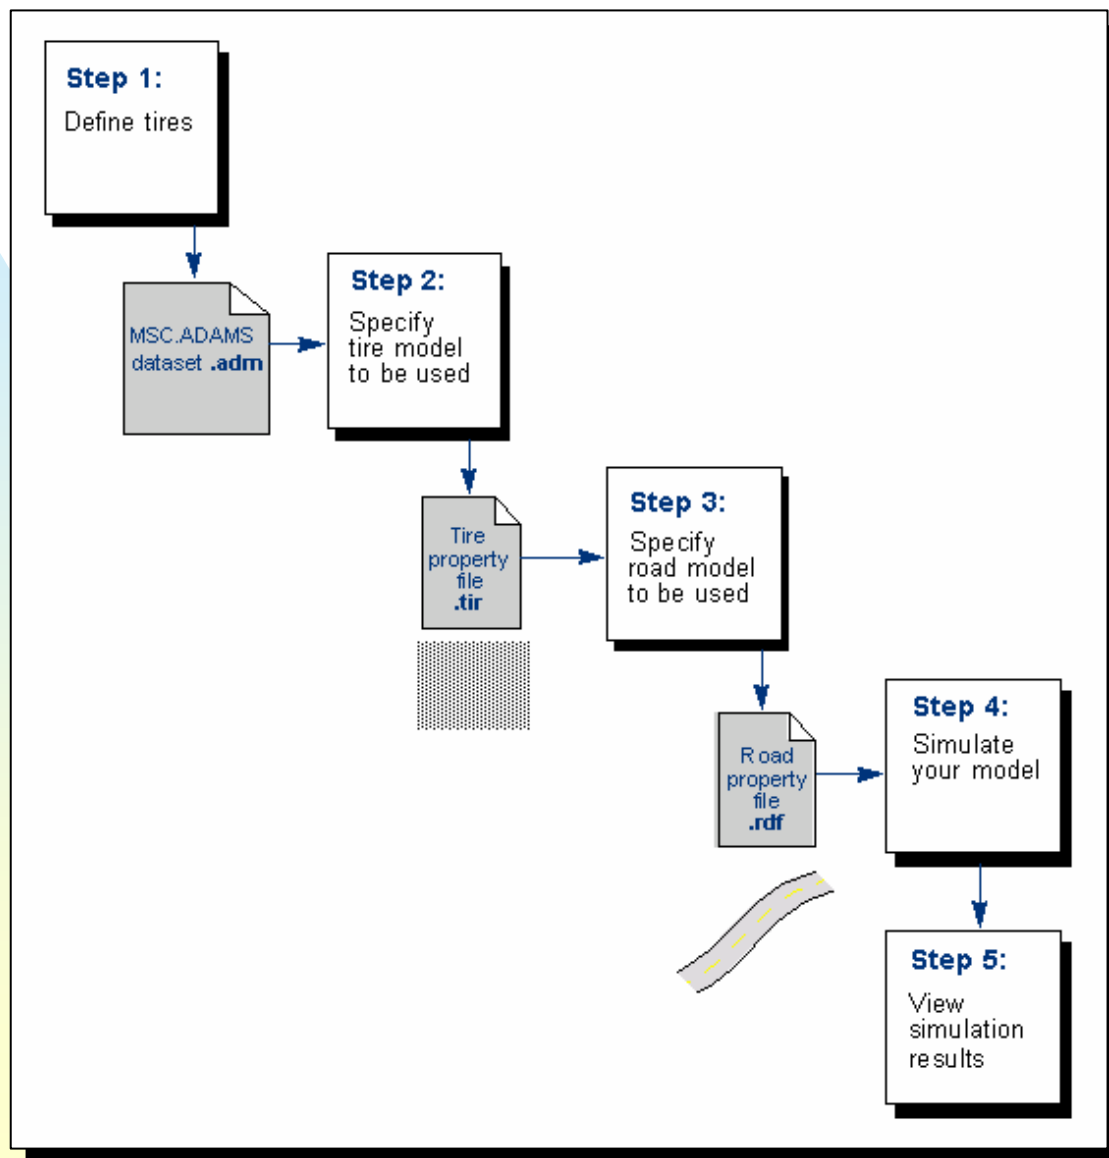 Step 1:
Define tires
MSC.ADAMS
dataset .adm
Step 2:
Specify
tire model
to be used
Tire
property
file
.tir
Step 3:
Specify
road model
to be used
Road
property
file
.rdf
Step 4:
Simulate
your model
Step 5:
View
simulation
results